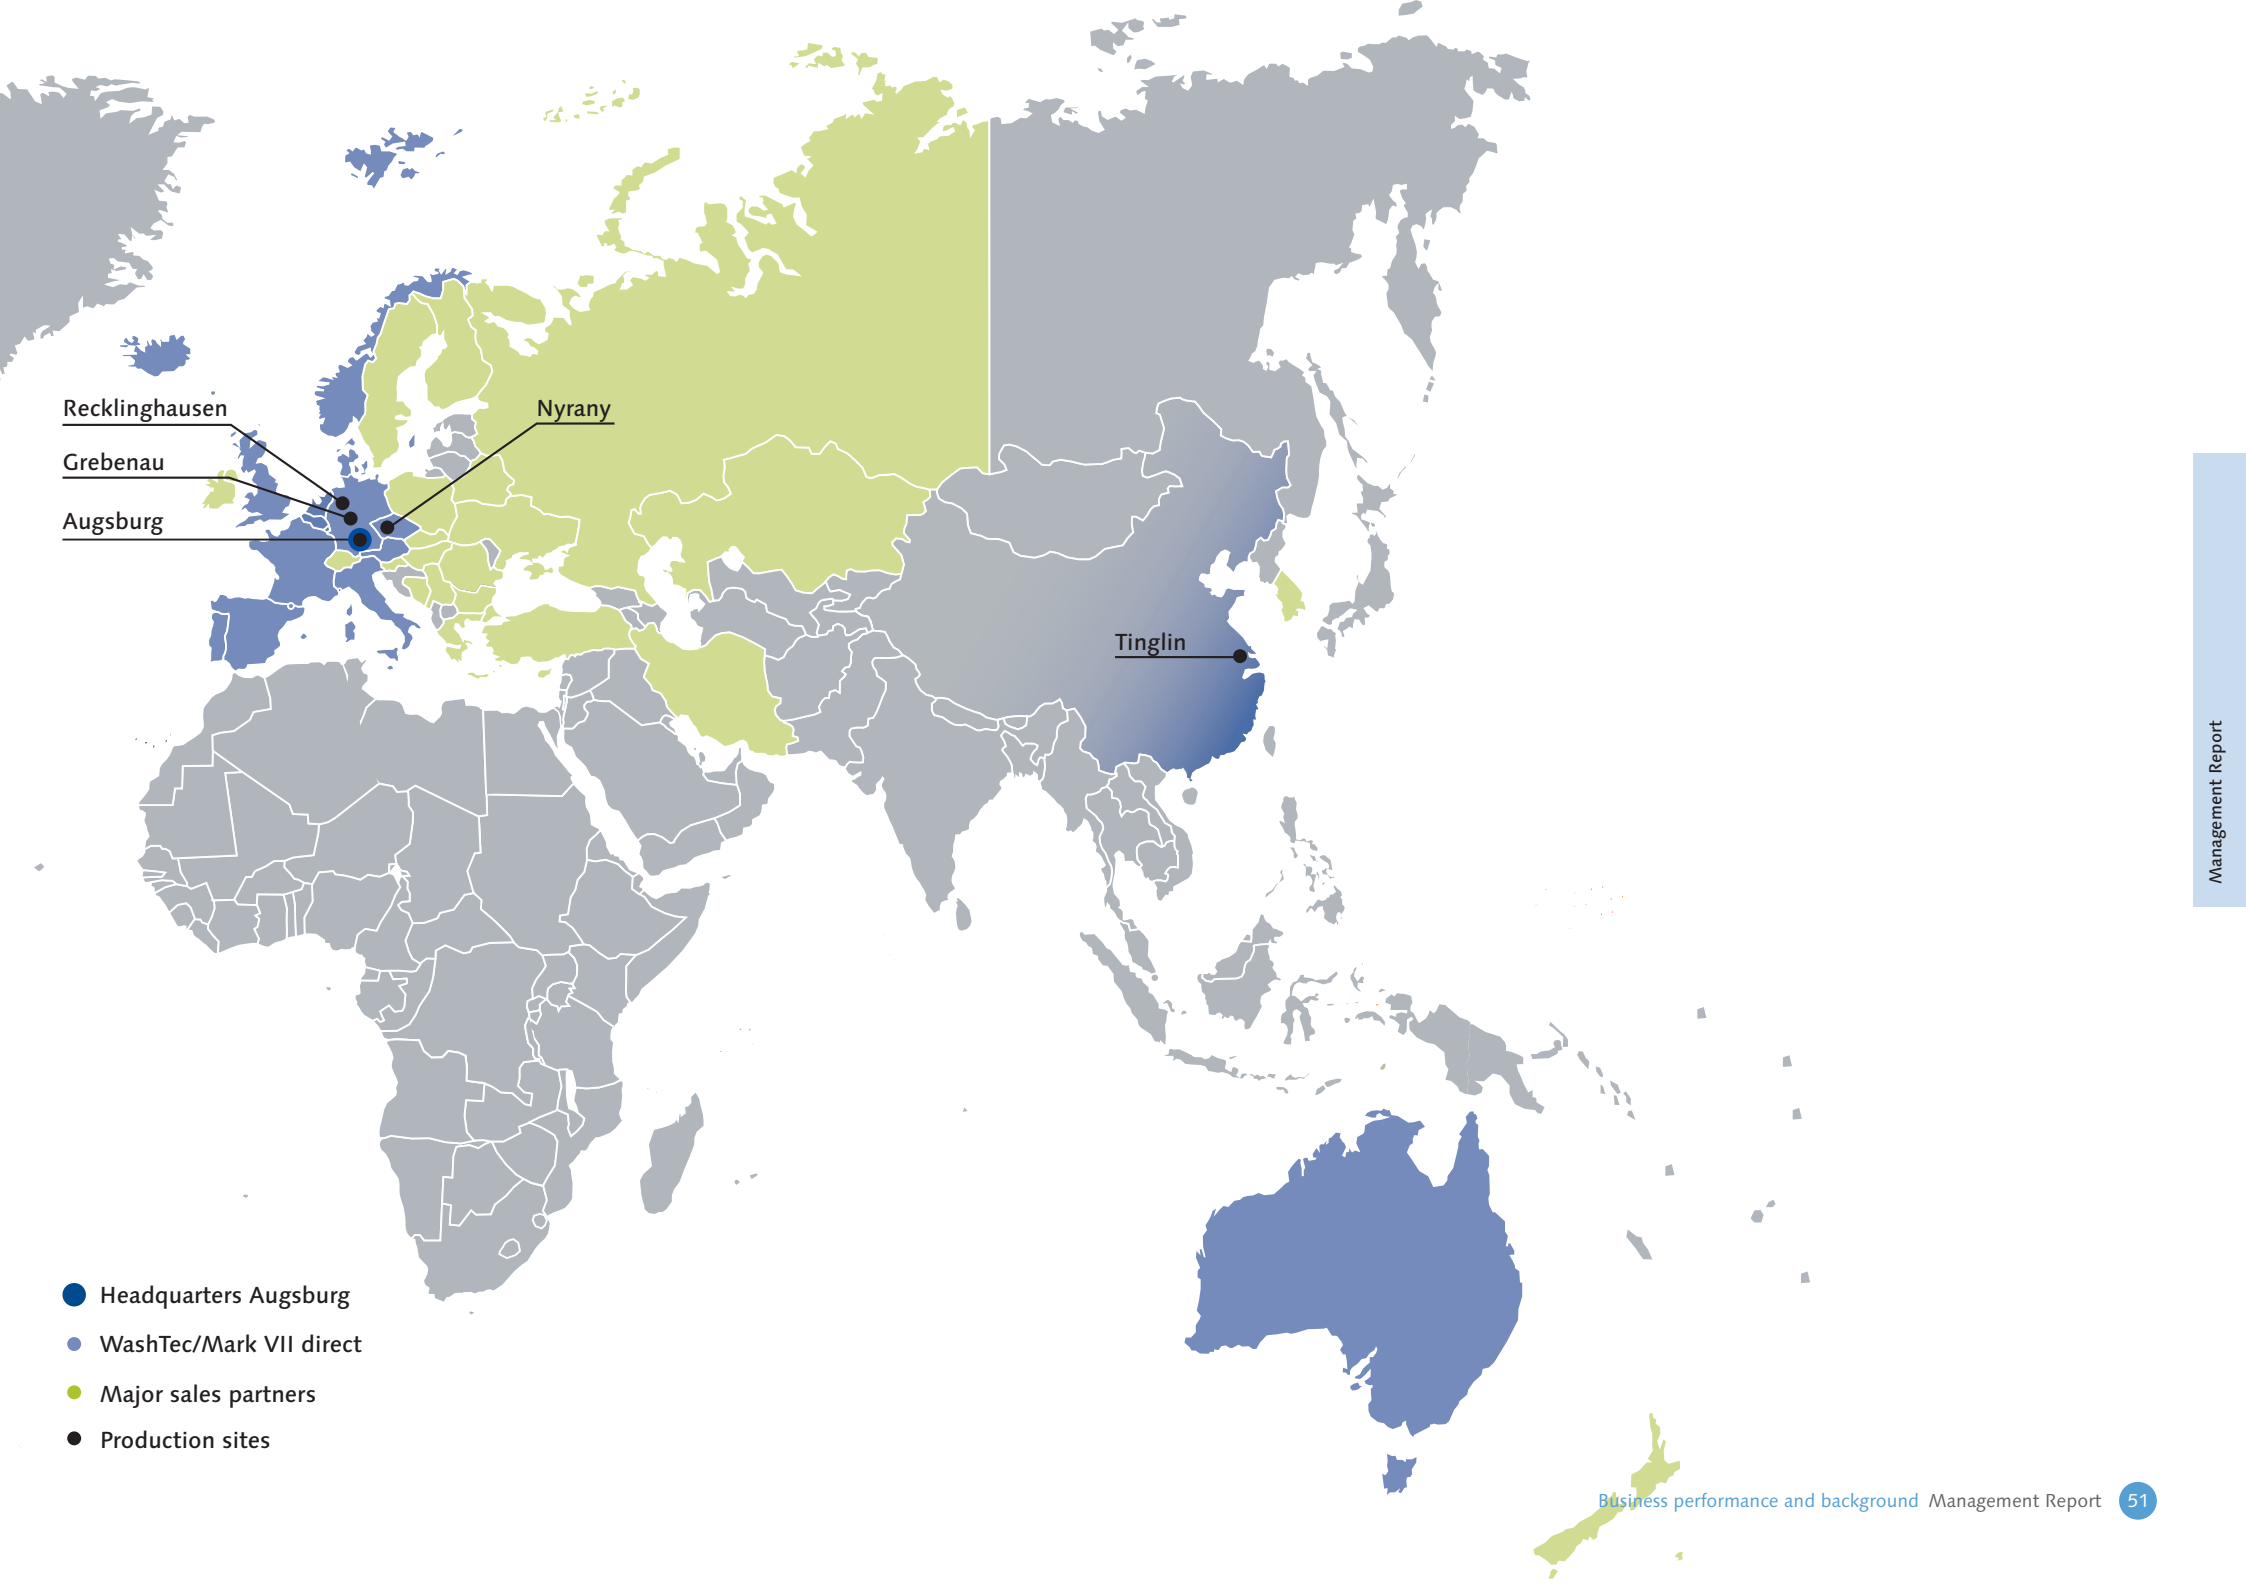 Recklinghausen
Nyrany
Grebenau
Augsburg
Tinglin
Management Report
Headquarters Augsburg
WashTec/Mark VII direct
Major sales partners
Production sites
Business performance and background Management Report 51